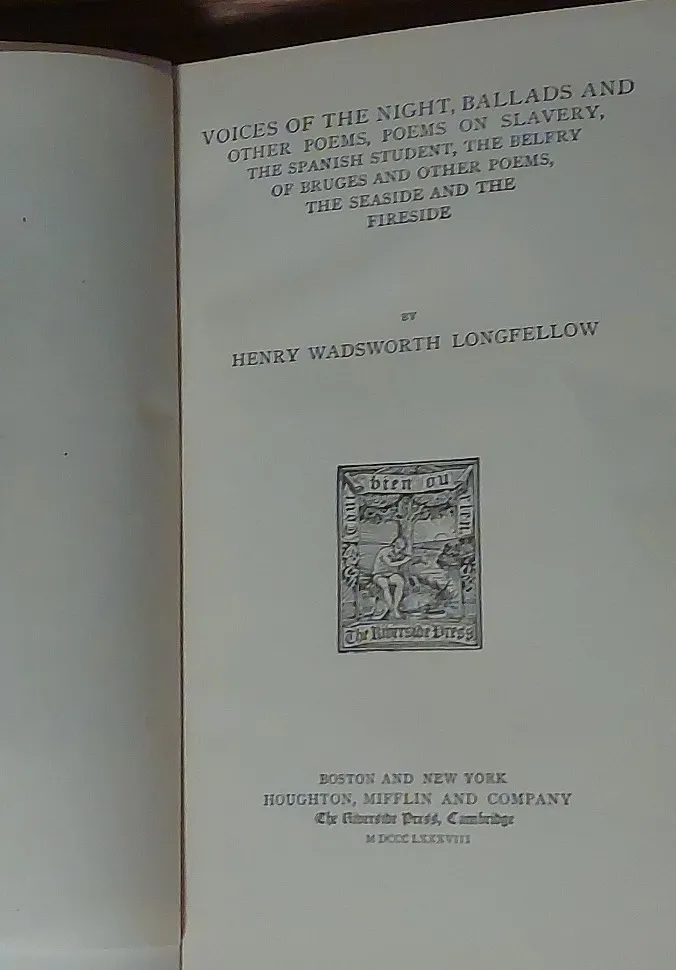 VOICES OF THE NIGHT, BALLADS AND
OTHER POEMS, POEMS ON SLAVERY,
THE SPANISH STUDENT, THE BELFRY
OF BRUGES AND OTHER POEMS,
THE SEASIDE AND THE
FIRESIDE
BY
HENRY WADSWORTH LONGFELLOW
Tout
bien ou
rien
The Riverside Press
BOSTON AND NEW YORK
HOUGHTON, MIFFLIN AND COMPANY
The Riverside Press, Cambridge
M DCCC LXXXVIII